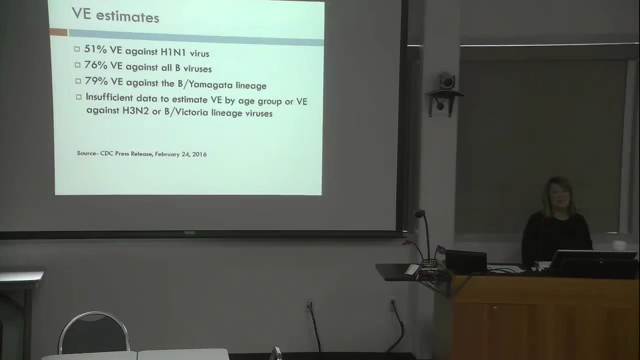 VE estimates
51% VE against H1N1 virus
76% VE against all B viruses
79% VE against the B/Yamagata lineage
Insufficient data to estimate VE by age group or VE
against H3N2 or B/Victoria lineage viruses
Source- CDC Press Release, February 24, 2016